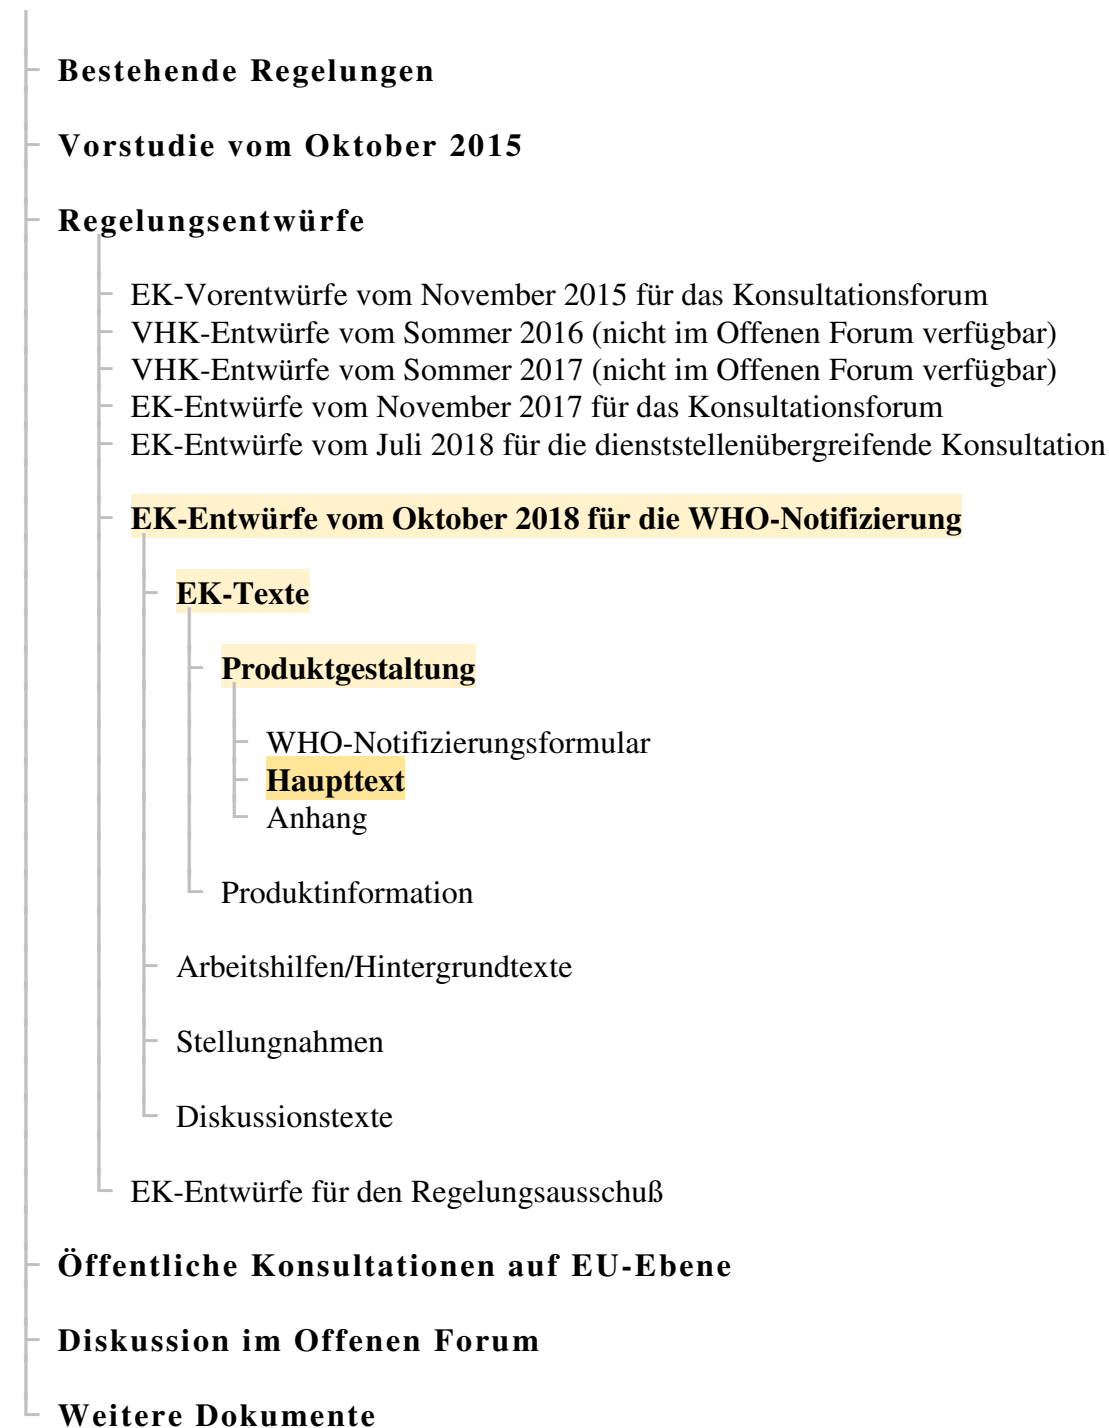 Bestehende Regelungen
Vorstudie vom Oktober 2015
Regelungsentwürfe
EK-Vorentwürfe vom November 2015 für das Konsultationsforum
VHK-Entwürfe vom Sommer 2016 (nicht im Offenen Forum verfügbar)
VHK-Entwürfe vom Sommer 2017 (nicht im Offenen Forum verfügbar)
EK-Entwürfe vom November 2017 für das Konsultationsforum
EK-Entwürfe vom Juli 2018 für die dienststellenübergreifende Konsultation
EK-Entwürfe vom Oktober 2018 für die WHO-Notifizierung
EK-Texte
Produktgestaltung
WHO-Notifizierungsformular
Haupttext
Anhang
Produktinformation
Arbeitshilfen/Hintergrundtexte
Stellungnahmen
Diskussionstexte
EK-Entwürfe für den Regelungsausschuß
Öffentliche Konsultationen auf EU-Ebene
Diskussion im Offenen Forum
Weitere Dokumente